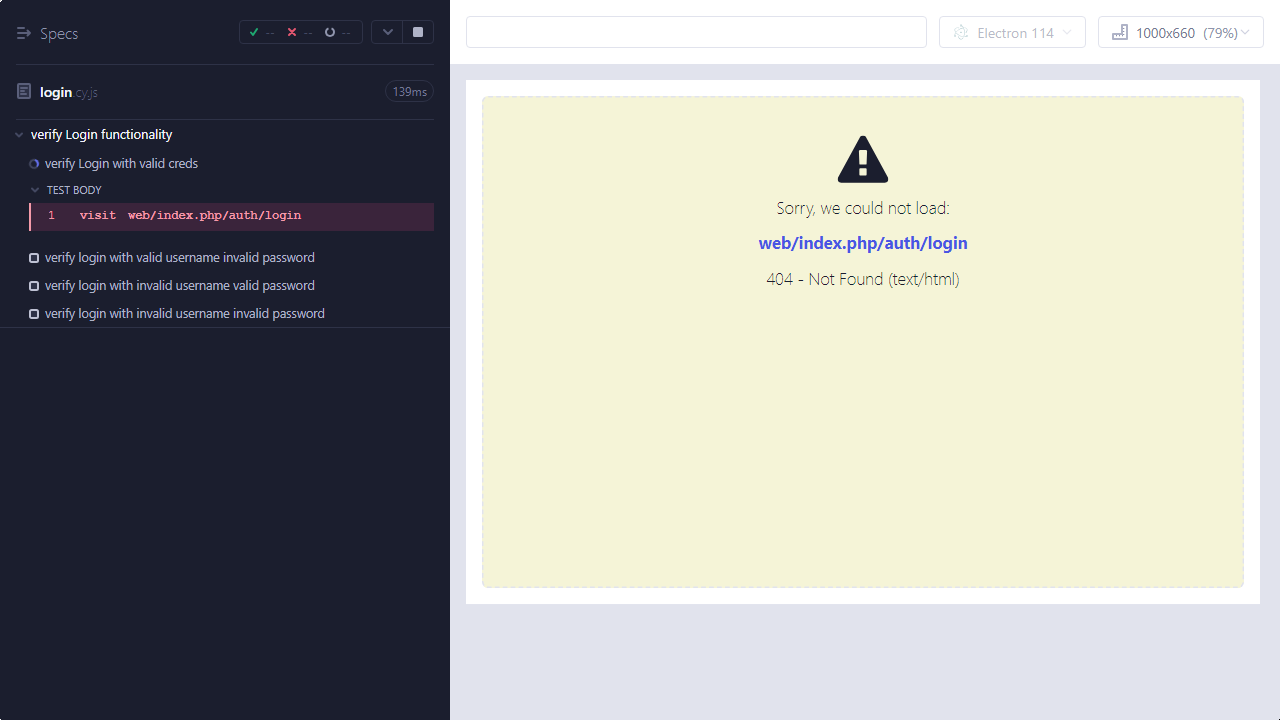 Specs
-- -- --
login.cy.js
139ms
verify Login functionality
verify Login with valid creds
TEST BODY
1 visit web/index.php/auth/login
verify login with valid username invalid password
verify login with invalid username valid password
verify login with invalid username invalid password
Electron 114
1000x660 (79%)
Sorry, we could not load:
web/index.php/auth/login
404 - Not Found (text/html)